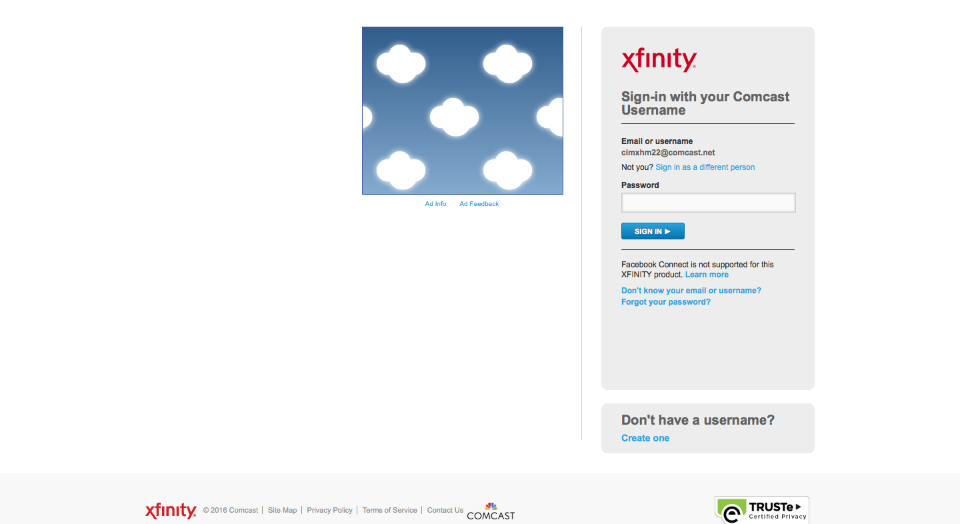 xfinity
Sign-in with your Comcast
Username
Email or username
cimxhm22@comcast.net
Not you? Sign in as a different person
Password
SIGN IN ►
Facebook Connect is not supported for this
XFINITY product. Learn more
Don't know your email or username?
Forgot your password?
Ad Info Ad Feedback
Don't have a username?
Create one
xfinity © 2016 Comcast | Site Map | Privacy Policy | Terms of Service | Contact Us COMCAST
TRUSTe ►
Certified Privacy